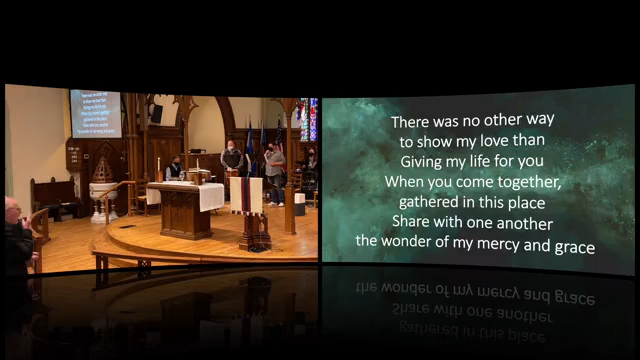 There was no other way
to show my love than
Giving my life for you
When you come together,
gathered in this place
Share with one another
the wonder of my mercy and grace